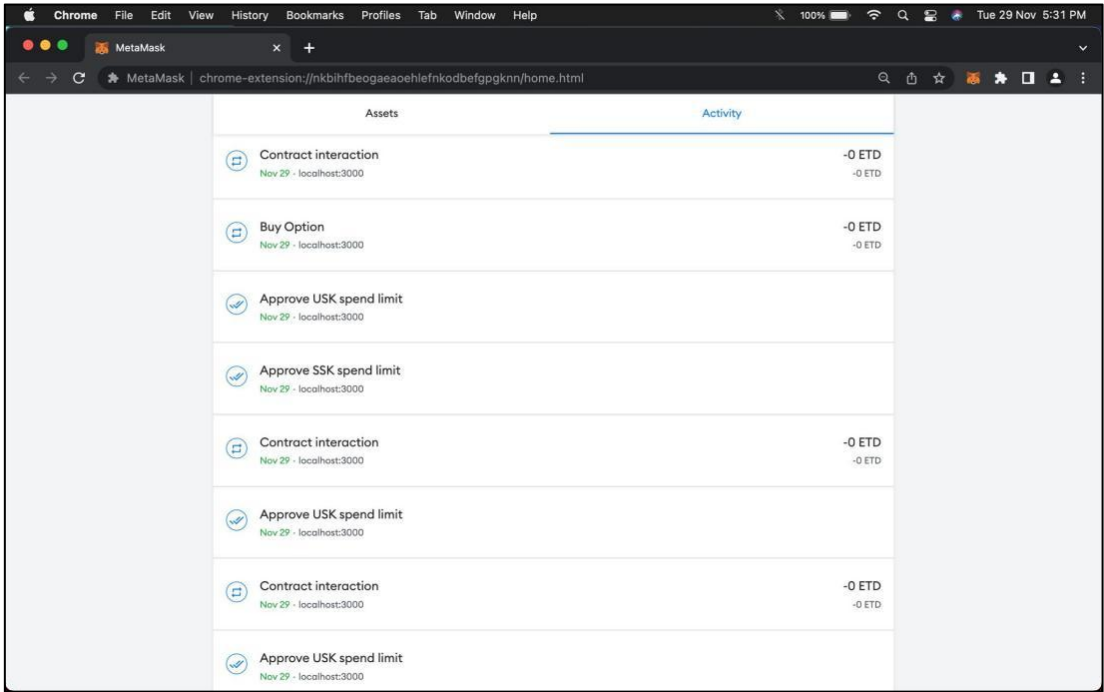 Chrome File Edit View History Bookmarks Profiles Tab Window Help 100% Tue 29 Nov 5:31 PM
MetaMask
MetaMask | chrome-extension://nkbihfbeogaeaoehlefnkodbefgpgknn/home.html
Assets Activity
Contract interaction -0 ETD
Nov 29 - localhost:3000 -0 ETD
Buy Option -0 ETD
Nov 29 - localhost:3000 -0 ETD
Approve USK spend limit
Nov 29 - localhost:3000
Approve SSK spend limit
Nov 29 - localhost:3000
Contract interaction -0 ETD
Nov 29 - localhost:3000 -0 ETD
Approve USK spend limit
Nov 29 - localhost:3000
Contract interaction -0 ETD
Nov 29 - localhost:3000 -0 ETD
Approve USK spend limit
Nov 29 - localhost:3000